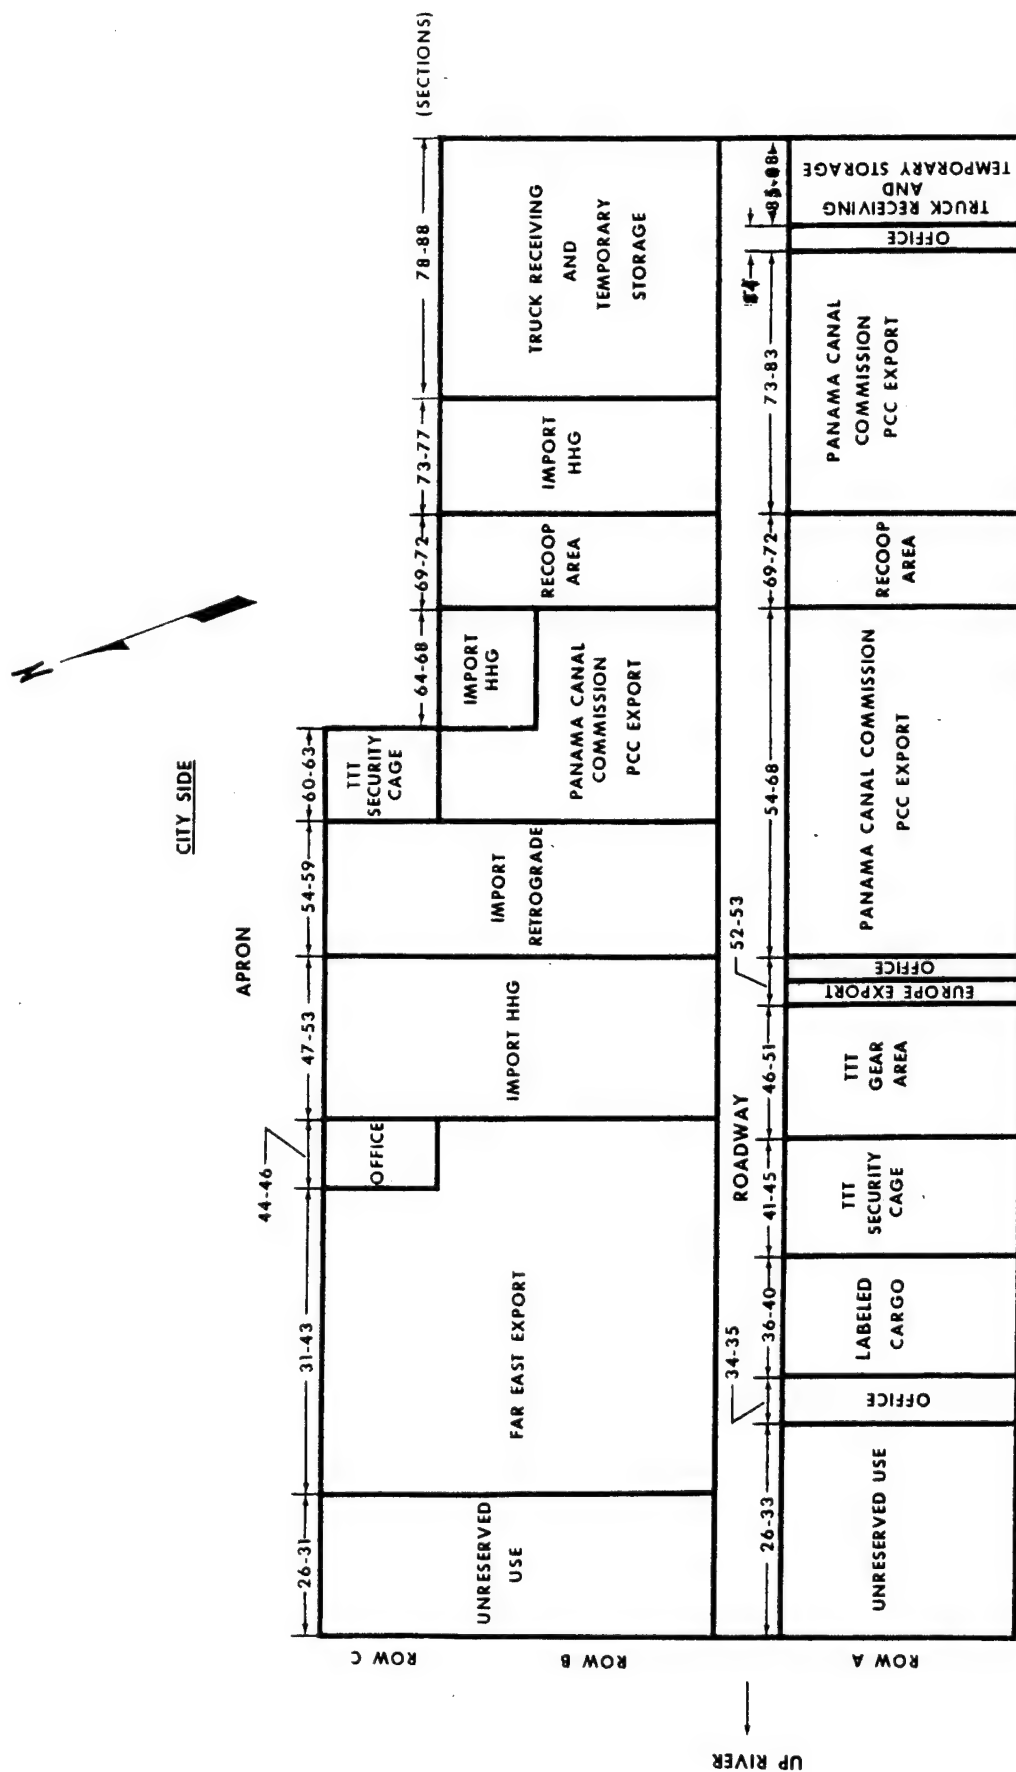 (SECTIONS)
N
CITY SIDE
APRON
44-46
26-31
31-43
47-53
54-59
60-63
64-68
69-72
73-77
78-88
ROW C
ROW B
UNRESERVED
USE
FAR EAST EXPORT
OFFICE
IMPORT HHG
IMPORT
RETROGRADE
TTT
SECURITY
CAGE
IMPORT
HHG
PANAMA CANAL
COMMISSION
PCC EXPORT
RECOOP
AREA
IMPORT
HHG
TRUCK RECEIVING
AND
TEMPORARY
STORAGE
UP RIVER
ROADWAY
34-35
52-53
84
26-33
36-40
41-45
46-51
54-68
69-72
73-83
85-88
ROW A
UNRESERVED USE
OFFICE
LABELED
CARGO
TTT
SECURITY
CAGE
TTT
GEAR
AREA
EUROPE EXPORT
OFFICE
PANAMA CANAL COMMISSION
PCC EXPORT
RECOOP
AREA
PANAMA CANAL
COMMISSION
PCC EXPORT
OFFICE
TRUCK RECEIVING
AND
TEMPORARY STORAGE